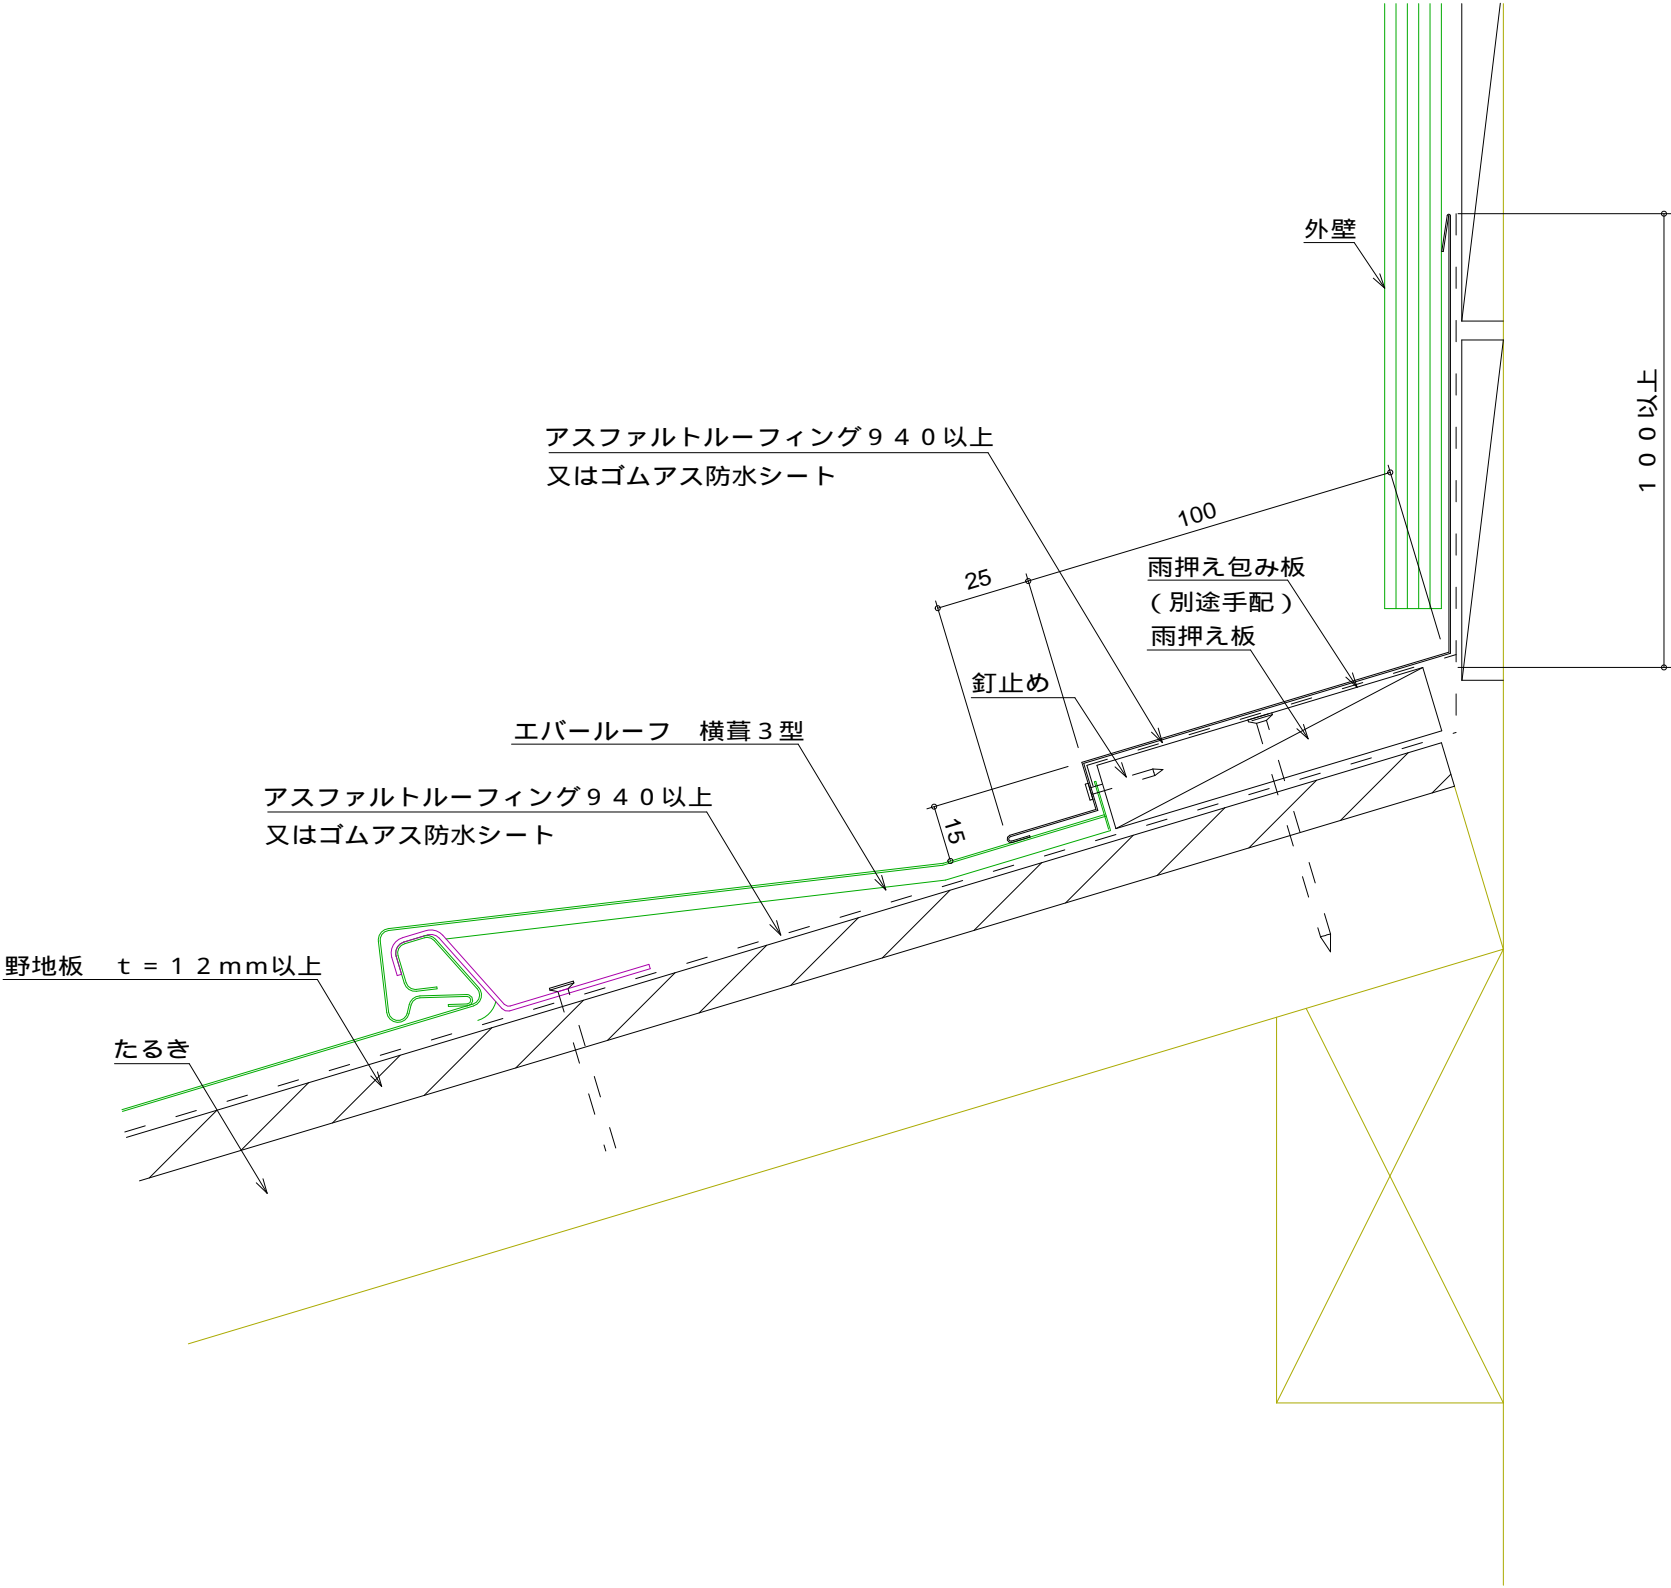 外壁
100以上
アスファルトルーフィング940以上
又はゴムアス防水シート
100
25
雨押え包み板
(別途手配)
雨押え板
釘止め
エバールーフ　横葺3型
アスファルトルーフィング940以上
又はゴムアス防水シート
15
野地板　t=12mm以上
たるき